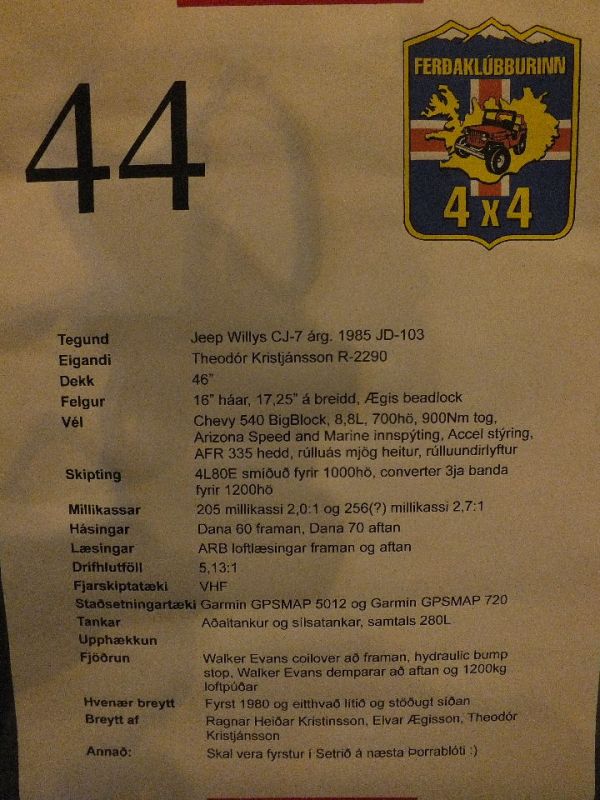 44
FERÐAKLÚBBURINN
4 x 4
Tegund Jeep Willys CJ-7 árg. 1985 JD-103
Eigandi Theodór Kristjánsson R-2290
Dekk 46”
Felgur 16” háar, 17,25” á breidd, Ægis beadlock
Vél Chevy 540 BigBlock, 8,8L, 700hö, 900Nm tog,
Arizona Speed and Marine innspýting, Accel stýring,
AFR 335 hedd, rúlluás mjög heitur, rúlluundirlyftur
Skipting 4L80E smíðuð fyrir 1000hö, converter 3ja banda
fyrir 1200hö
Millikassar 205 millikassi 2,0:1 og 256(?) millikassi 2,7:1
Hásingar Dana 60 framan, Dana 70 aftan
Læsingar ARB loftlæsingar framan og aftan
Drifhlutföll 5,13:1
Fjarskiptatæki VHF
Staðsetningartæki Garmin GPSMAP 5012 og Garmin GPSMAP 720
Tankar Aðaltankur og sílsatankar, samtals 280L
Upphækkun
Fjöðrun Walker Evans coilover að framan, hydraulic bump
stop, Walker Evans demparar að aftan og 1200kg
loftpúðar
Hvenær breytt Fyrst 1980 og eitthvað lítið og stöðugt síðan
Breytt af Ragnar Heiðar Kristinsson, Elvar Ægisson, Theodór
Kristjánsson
Annað: Skal vera fyrstur í Setrið á næsta Þorrablóti :)